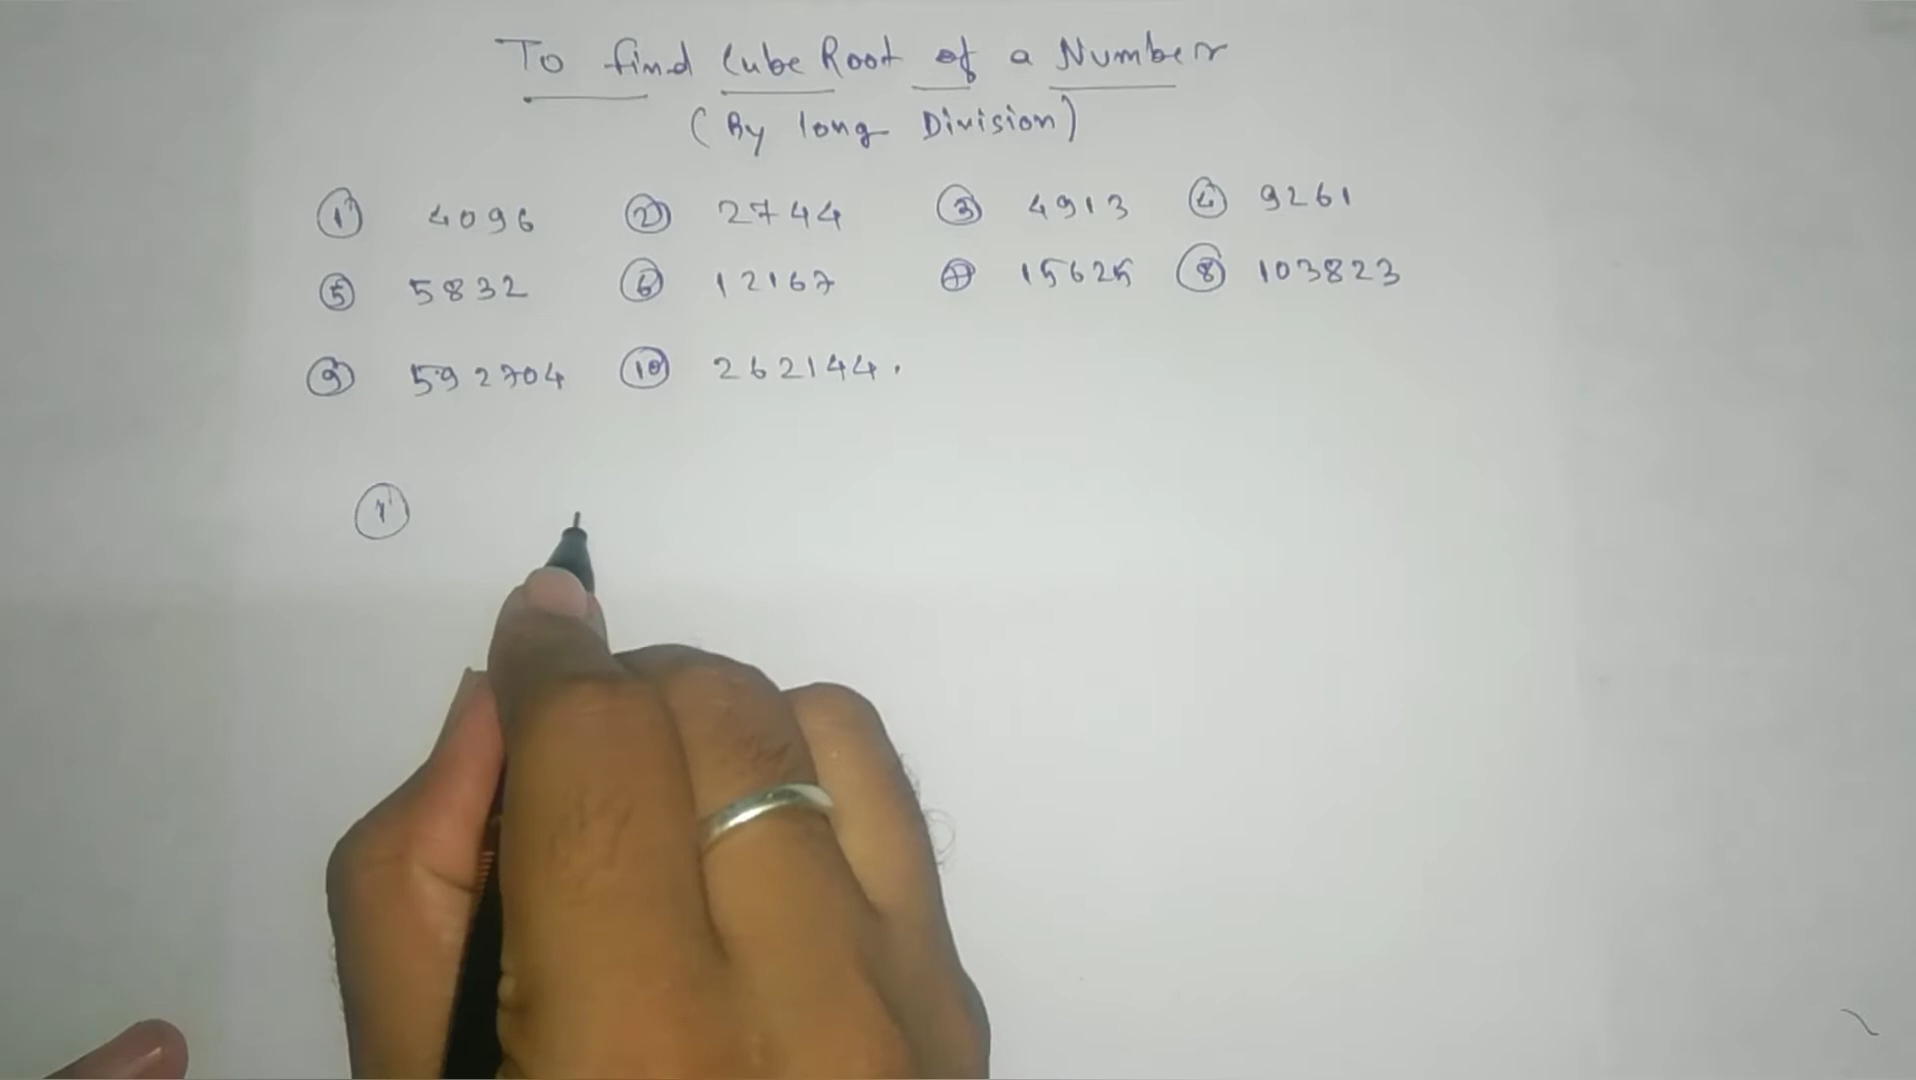 To find Cube Root of a Number
(By long Division)
① 4096 ② 2744 ③ 4913 ④ 9261
⑤ 5832 ⑥ 12167 ⑦ 15625 ⑧ 103823
⑨ 592704 ⑩ 262144.
①